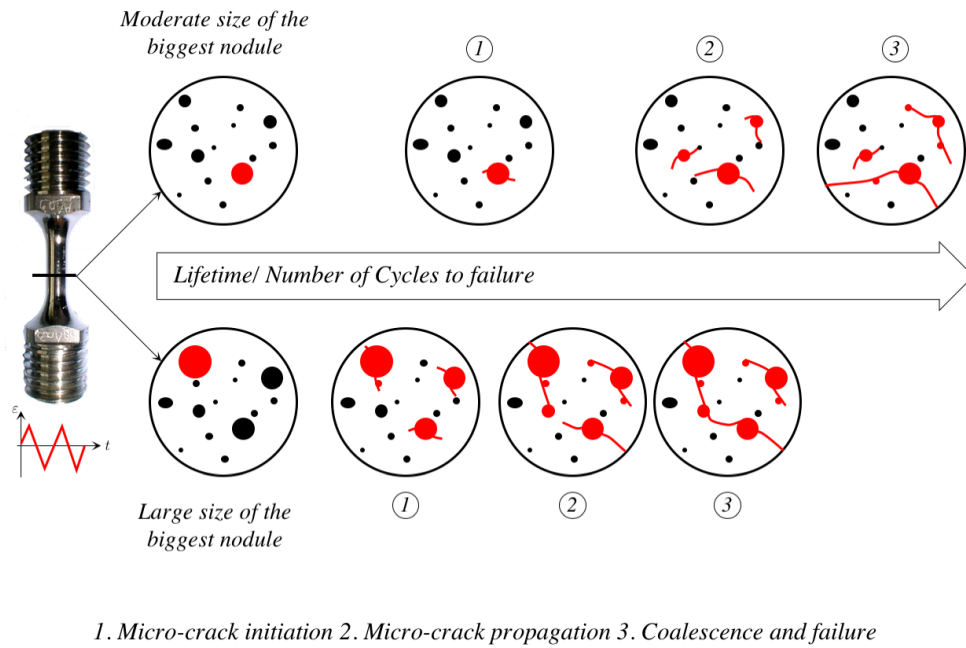 Moderate size of the
biggest nodule
1
2
3
Lifetime/ Number of Cycles to failure
ε
t
Large size of the
biggest nodule
1
2
3
1. Micro-crack initiation 2. Micro-crack propagation 3. Coalescence and failure